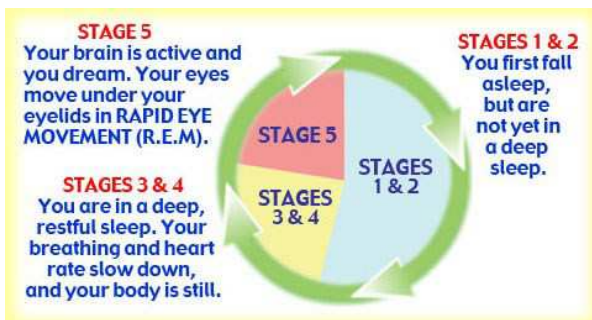 STAGE 5
Your brain is active and
you dream. Your eyes
move under your
eyelids in RAPID EYE
MOVEMENT (R.E.M).
STAGES 1 & 2
You first fall
asleep,
but are
not yet in
a deep
sleep.
STAGES 3 & 4
You are in a deep,
restful sleep. Your
breathing and heart
rate slow down,
and your body is still.
STAGE 5
STAGES
1 & 2
STAGES
3 & 4